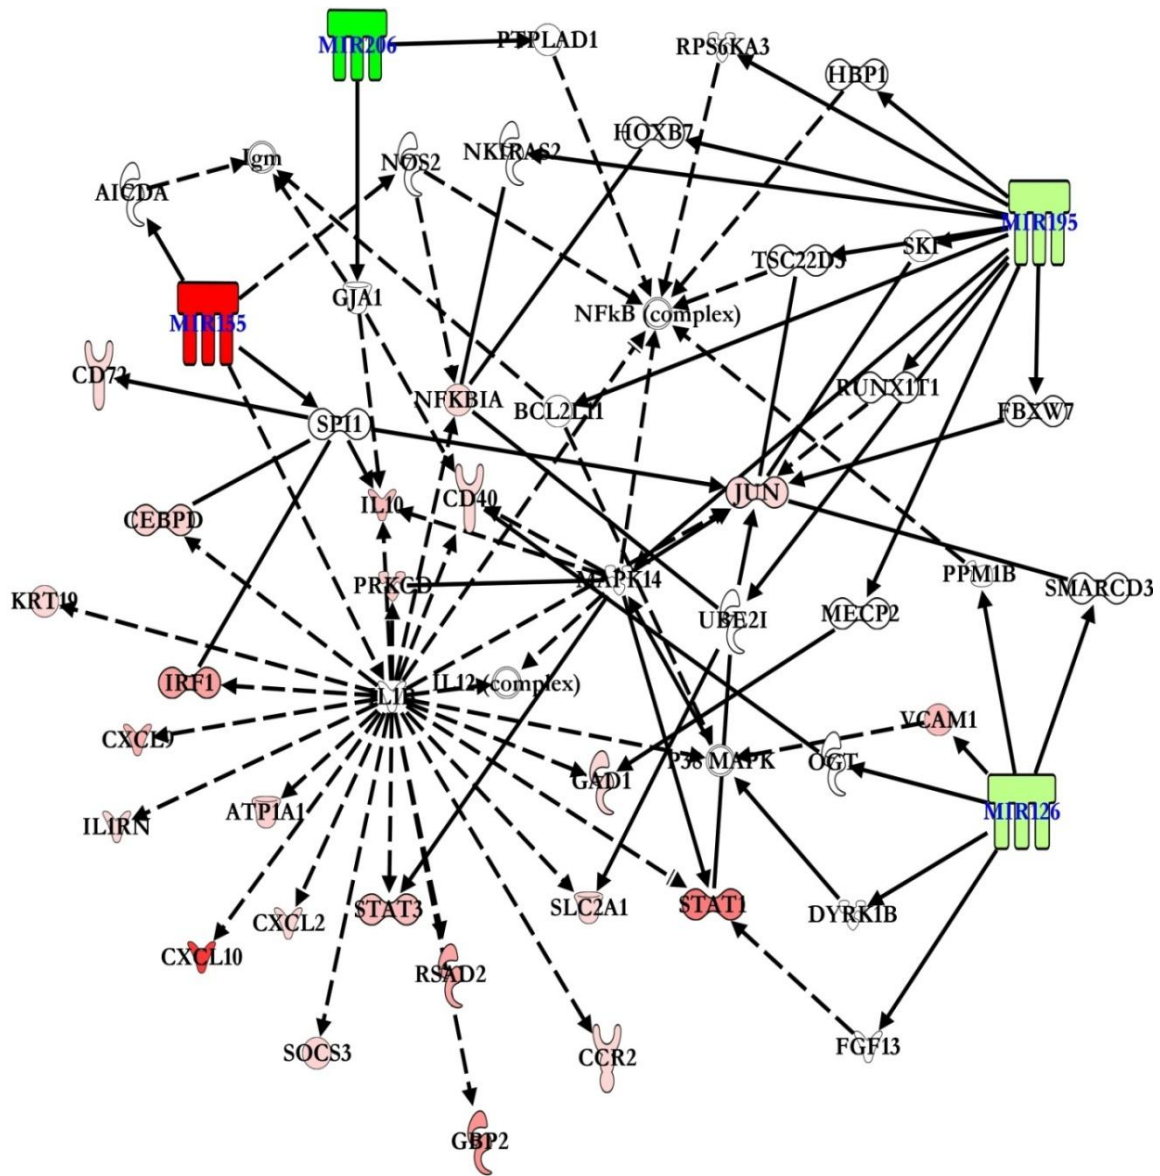 MIR206
PTPLAD1
RPS6KA3
HBP1
HOXB7
NKIRAS2
Igm
NOS2
AICDA
MIR195
SKI
TSC22D3
GJA1
NFkB (complex)
MIR155
CD72
RUNX1T1
NFKBIA
BCL2L11
FBXW7
SPI1
JUN
CD40
IL10
CEBPD
PPM1B
MAPK14
PRKCD
SMARCD3
KRT19
MECP2
UBE2I
IRF1
IL12 (complex)
IL1B
VCAM1
CXCL9
P38 MAPK
OGT
GAD1
ATP1A1
MIR126
IL1RN
STAT1
STAT3
SLC2A1
DYRK1B
CXCL2
CXCL10
RSAD2
FGF13
SOCS3
CCR2
GBP2